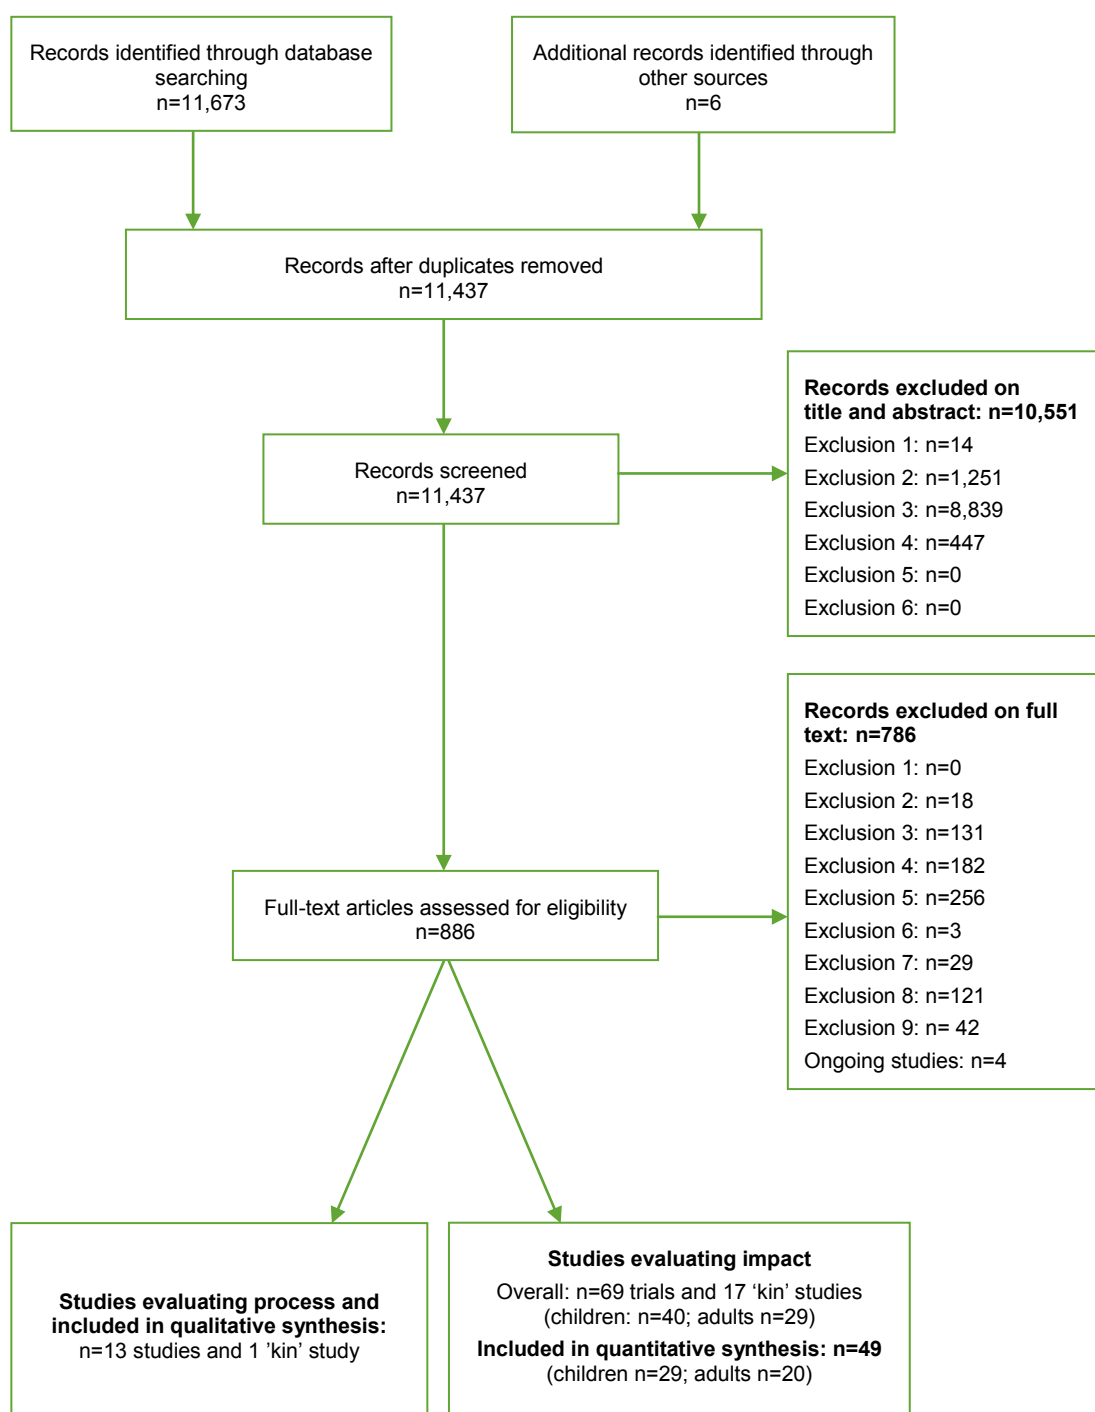 Records identified through database
searching
n=11,673
Additional records identified through
other sources
n=6
Records after duplicates removed
n=11,437
Records screened
n=11,437
Records excluded on
title and abstract: n=10,551
Exclusion 1: n=14
Exclusion 2: n=1,251
Exclusion 3: n=8,839
Exclusion 4: n=447
Exclusion 5: n=0
Exclusion 6: n=0
Full-text articles assessed for eligibility
n=886
Records excluded on full
text: n=786
Exclusion 1: n=0
Exclusion 2: n=18
Exclusion 3: n=131
Exclusion 4: n=182
Exclusion 5: n=256
Exclusion 6: n=3
Exclusion 7: n=29
Exclusion 8: n=121
Exclusion 9: n= 42
Ongoing studies: n=4
Studies evaluating process and
included in qualitative synthesis:
n=13 studies and 1 ’kin’ study
Studies evaluating impact
Overall: n=69 trials and 17 ‘kin’ studies
(children: n=40; adults n=29)
Included in quantitative synthesis: n=49
(children n=29; adults n=20)